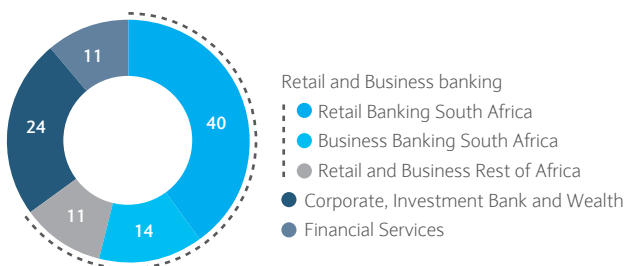 11
40
24
11
14
Retail and Business banking
Retail Banking South Africa
Business Banking South Africa
Retail and Business Rest of Africa
Corporate, Investment Bank and Wealth
Financial Services